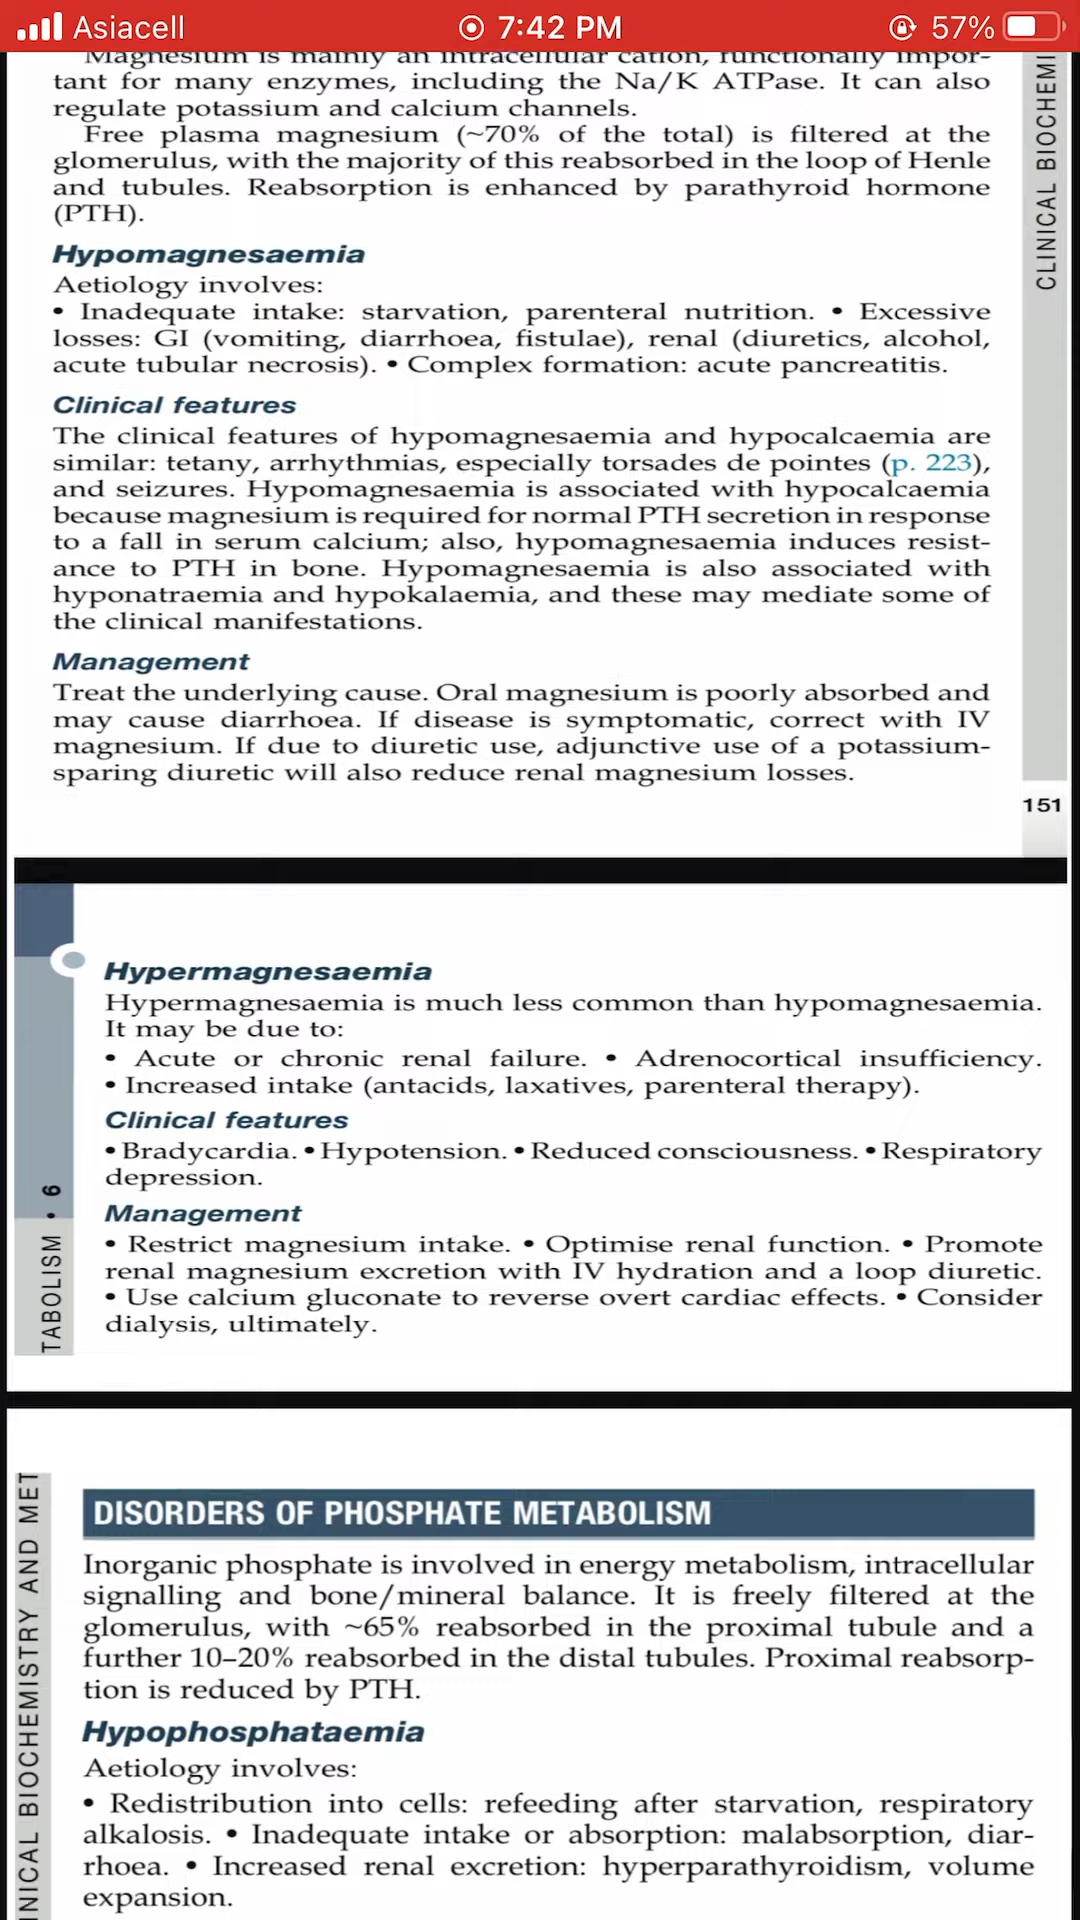 Asiacell
7:42 PM
57%
Magnesium is mainly an intracellular cation, functionally impor-
tant for many enzymes, including the Na/K ATPase. It can also
regulate potassium and calcium channels.
Free plasma magnesium (~70% of the total) is filtered at the
glomerulus, with the majority of this reabsorbed in the loop of Henle
and tubules. Reabsorption is enhanced by parathyroid hormone
(PTH).
Hypomagnesaemia
Aetiology involves:
• Inadequate intake: starvation, parenteral nutrition. • Excessive
losses: GI (vomiting, diarrhoea, fistulae), renal (diuretics, alcohol,
acute tubular necrosis). • Complex formation: acute pancreatitis.
Clinical features
The clinical features of hypomagnesaemia and hypocalcaemia are
similar: tetany, arrhythmias, especially torsades de pointes (p. 223),
and seizures. Hypomagnesaemia is associated with hypocalcaemia
because magnesium is required for normal PTH secretion in response
to a fall in serum calcium; also, hypomagnesaemia induces resist-
ance to PTH in bone. Hypomagnesaemia is also associated with
hyponatraemia and hypokalaemia, and these may mediate some of
the clinical manifestations.
Management
Treat the underlying cause. Oral magnesium is poorly absorbed and
may cause diarrhoea. If disease is symptomatic, correct with IV
magnesium. If due to diuretic use, adjunctive use of a potassium-
sparing diuretic will also reduce renal magnesium losses.
CLINICAL BIOCHEMI
151
Hypermagnesaemia
Hypermagnesaemia is much less common than hypomagnesaemia.
It may be due to:
• Acute or chronic renal failure. • Adrenocortical insufficiency.
• Increased intake (antacids, laxatives, parenteral therapy).
Clinical features
• Bradycardia. • Hypotension. • Reduced consciousness. • Respiratory
depression.
Management
• Restrict magnesium intake. • Optimise renal function. • Promote
renal magnesium excretion with IV hydration and a loop diuretic.
• Use calcium gluconate to reverse overt cardiac effects. • Consider
dialysis, ultimately.
TABOLISM • 6
DISORDERS OF PHOSPHATE METABOLISM
Inorganic phosphate is involved in energy metabolism, intracellular
signalling and bone/mineral balance. It is freely filtered at the
glomerulus, with ~65% reabsorbed in the proximal tubule and a
further 10–20% reabsorbed in the distal tubules. Proximal reabsorp-
tion is reduced by PTH.
Hypophosphataemia
Aetiology involves:
• Redistribution into cells: refeeding after starvation, respiratory
alkalosis. • Inadequate intake or absorption: malabsorption, diar-
rhoea. • Increased renal excretion: hyperparathyroidism, volume
expansion.
INICAL BIOCHEMISTRY AND MET